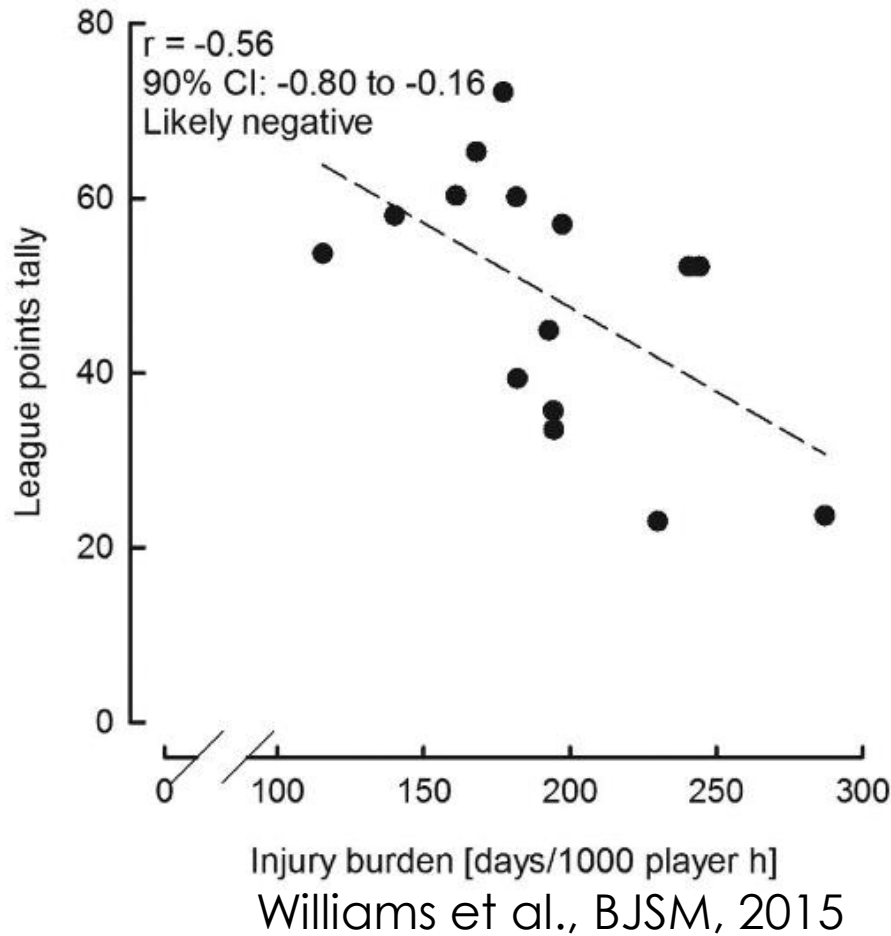 80
r = -0.56
90% CI: -0.80 to -0.16
Likely negative
60
40
20
0
League points tally
0 100 150 200 250 300
Injury burden [days/1000 player h]
Williams et al., BJSM, 2015